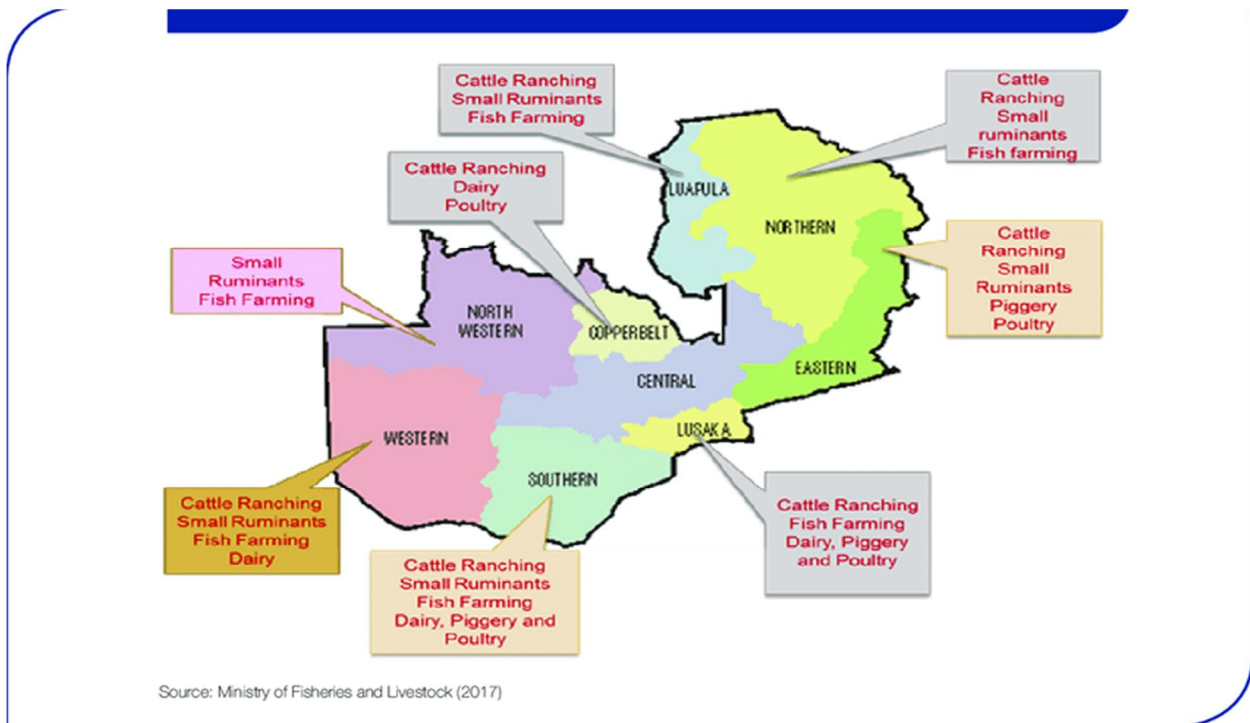 Cattle Ranching
Small Ruminants
Fish Farming
Cattle
Ranching
Small
ruminants
Fish farming
Cattle Ranching
Dairy
Poultry
LUAPULA
NORTHERN
Cattle
Ranching
Small
Ruminants
Piggery
Poultry
Small
Ruminants
Fish Farming
NORTH
WESTERN
COPPERBELT
CENTRAL
EASTERN
WESTERN
LUSAKA
SOUTHERN
Cattle Ranching
Small Ruminants
Fish Farming
Dairy
Cattle Ranching
Fish Farming
Dairy, Piggery
and Poultry
Cattle Ranching
Small Ruminants
Fish Farming
Dairy, Piggery and
Poultry
Source: Ministry of Fisheries and Livestock (2017)